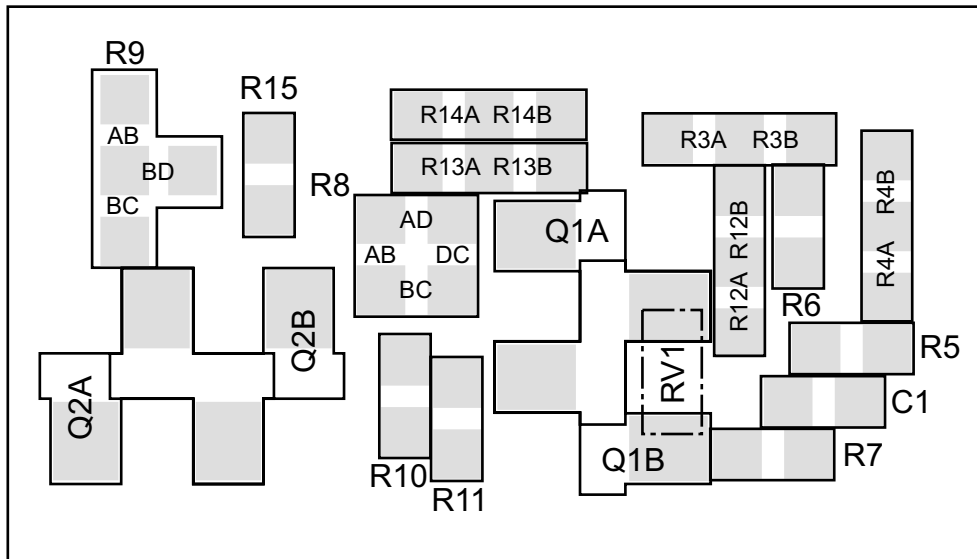 R9
R15
R14A R14B
R3A R3B
AB
R13A R13B
BD
R8
R4B
BC
AD
Q1A
R12B
AB DC
R4A
BC
R12A
R6
Q2B
RV1
R5
Q2A
C1
Q1B
R7
R10
R11